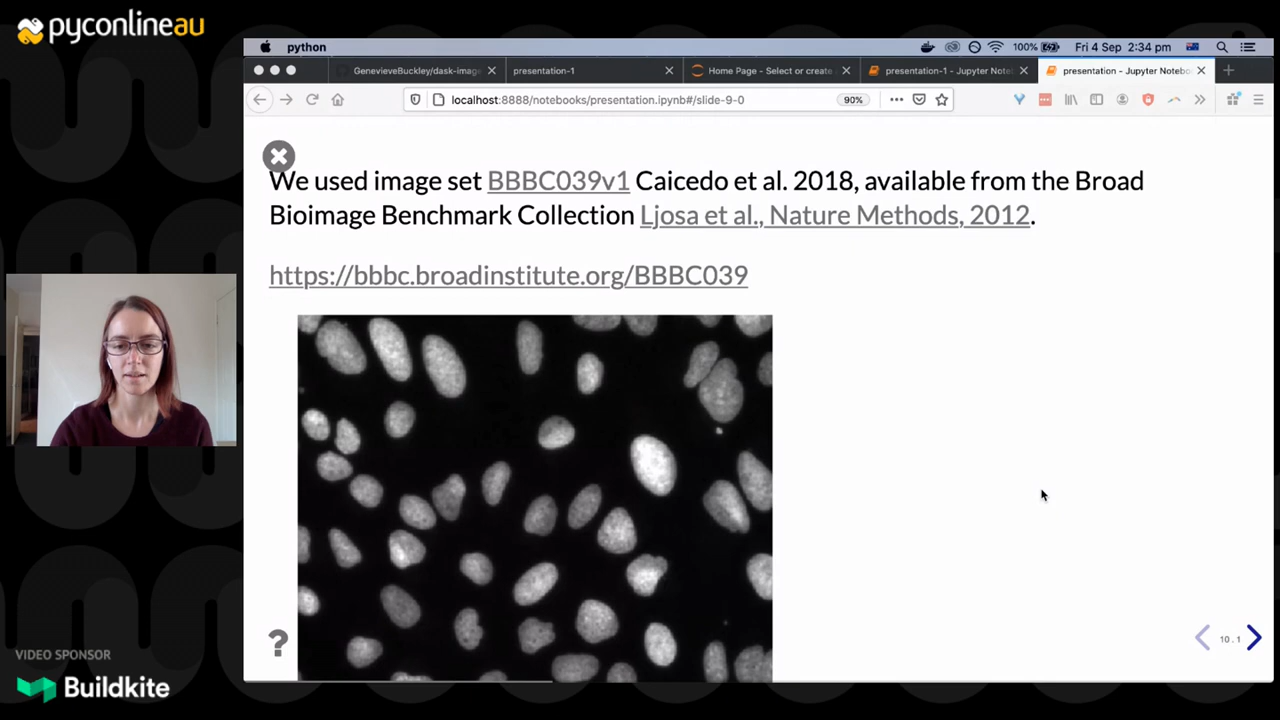 pyconlineau
python
100%
Fri 4 Sep 2:34 pm
GenevieveBuckley/dask-image
presentation-1
Home Page - Select or create
presentation-1 - Jupyter Note
presentation - Jupyter Notebo
localhost:8888/notebooks/presentation.ipynb#/slide-9-0
90%
We used image set BBBC039v1 Caicedo et al. 2018, available from the Broad
Bioimage Benchmark Collection Ljosa et al., Nature Methods, 2012.
https://bbbc.broadinstitute.org/BBBC039
?
10.1
VIDEO SPONSOR
Buildkite